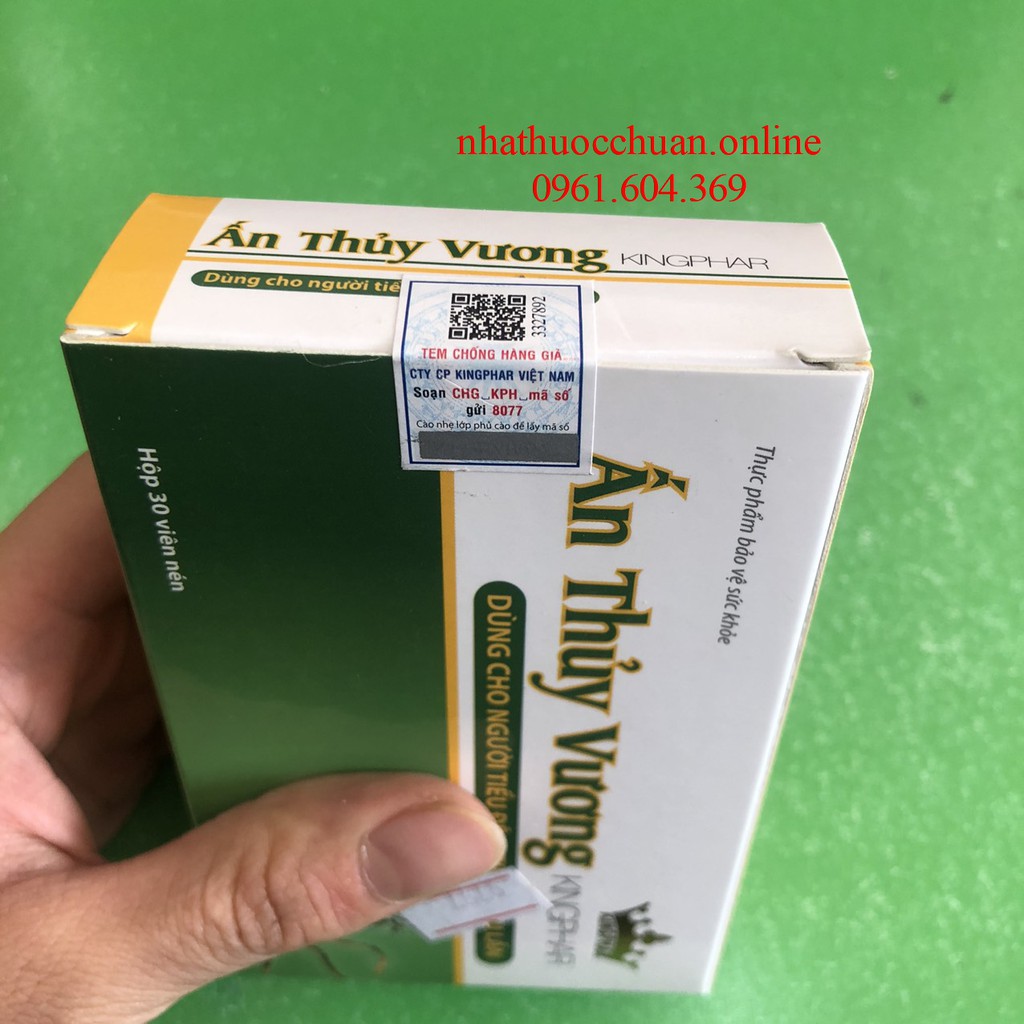 nhathuocchuan.online
0961.604.369
Ấn Thủy Vương KINGPHAR
Dùng cho người tiể
3327892
TEM CHỐNG HÀNG GIẢ
CTY CP KINGPHAR VIỆT NAM
Soạn CHG_KPH_mã số
gửi 8077
Cào nhẹ lớp phủ cào để lấy mã số
Thực phẩm bảo vệ sức khỏe
Ấn Thủy Vương KINGPHAR
KINGPHAR
DÙNG CHO NGƯỜI TIỂU
LẦN
Hộp 30 viên nén